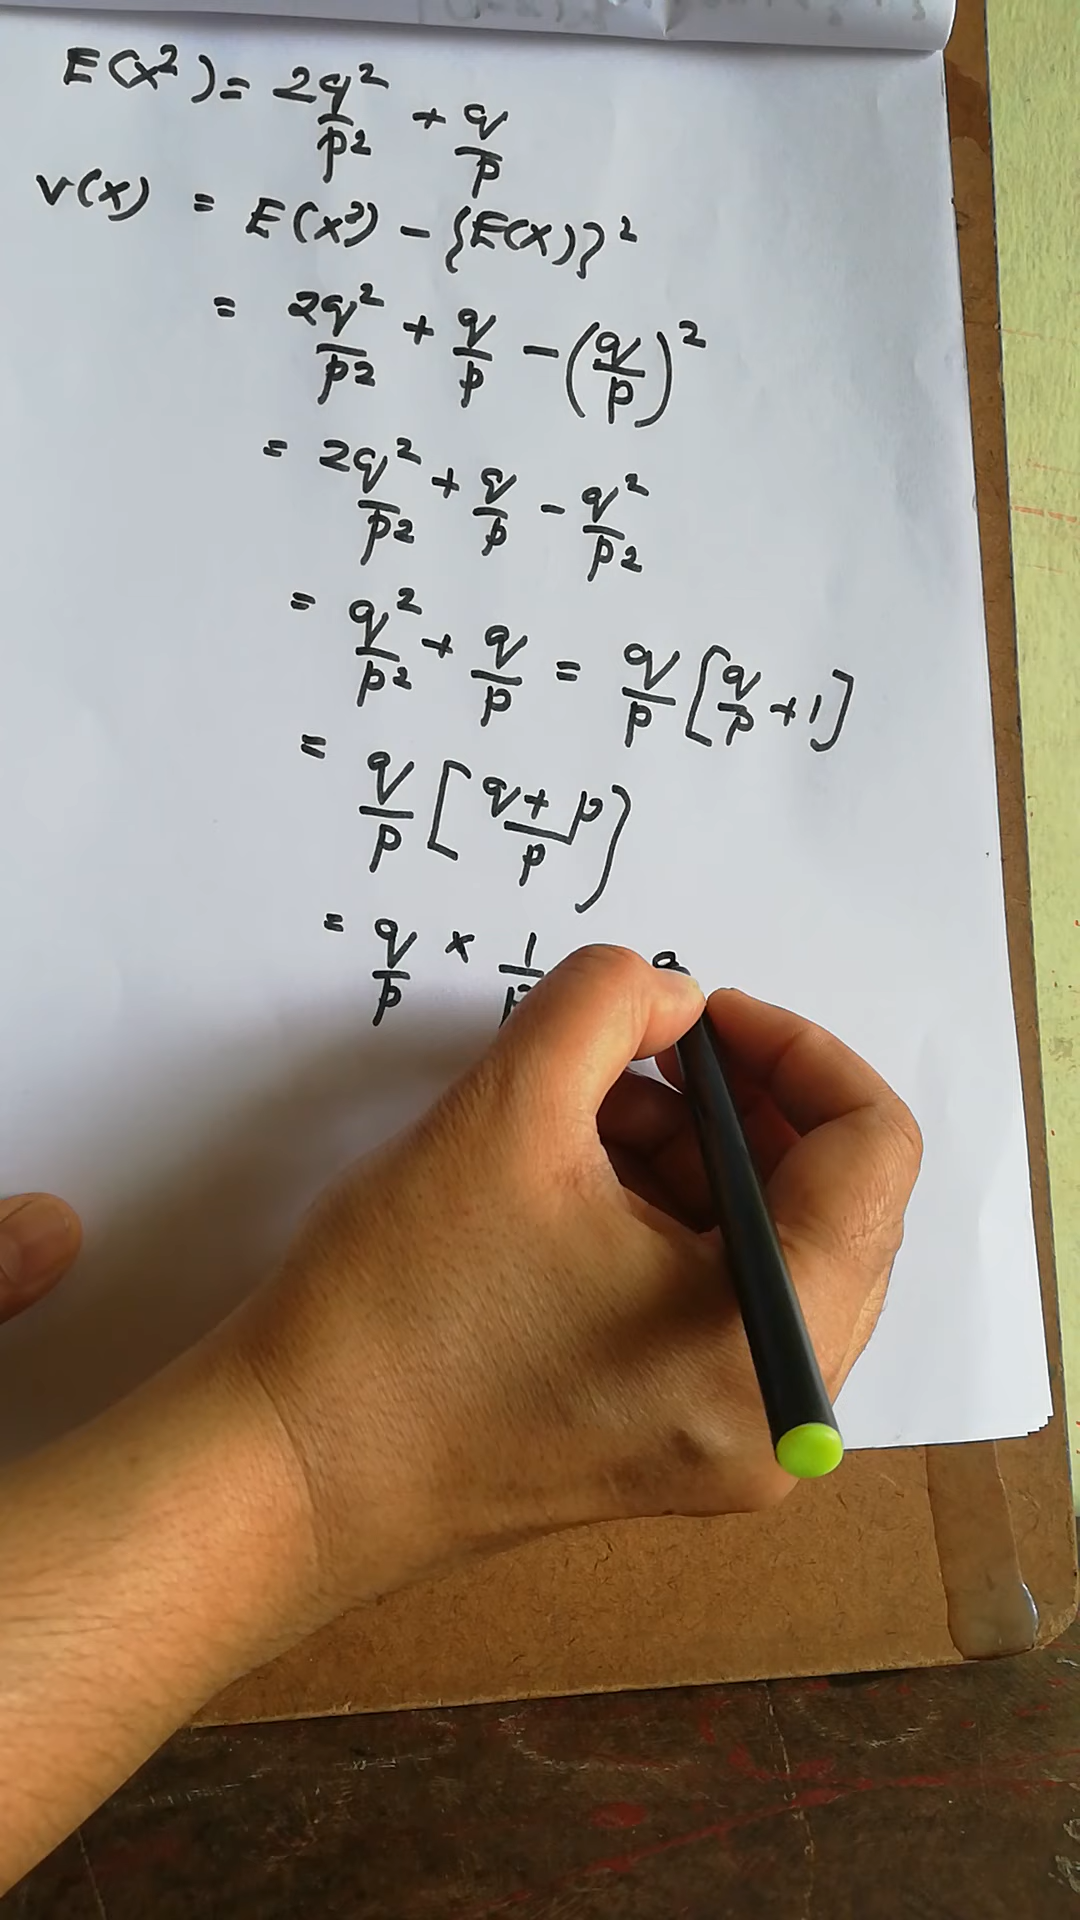 E(x²) = 2q²/p² + q/p
V(x) = E(x²) - {E(x)}²
= 2q²/p² + q/p - (q/p)²
= 2q²/p² + q/p - q²/p²
= q²/p² + q/p = q/p [q/p + 1]
= q/p [(q + p)/p]
= q/p × 1/p